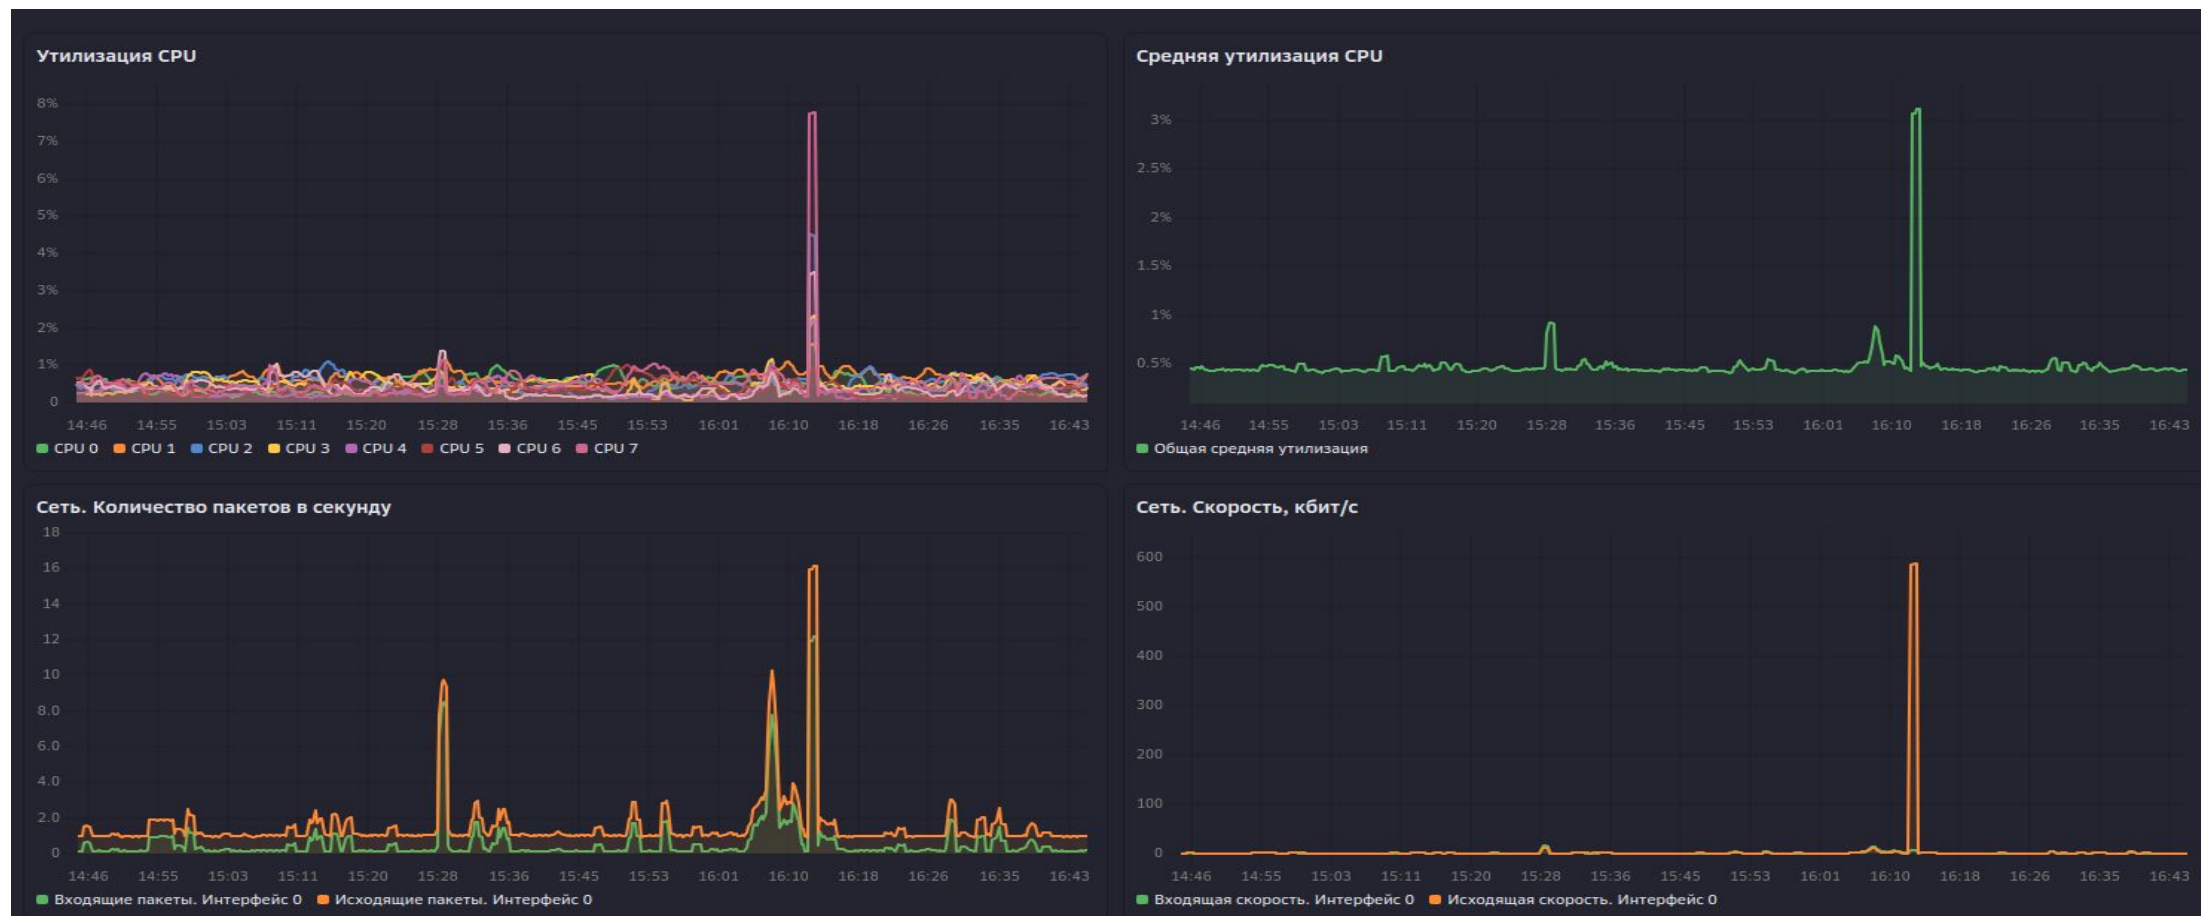 Утилизация CPU
8%
7%
6%
5%
4%
3%
2%
1%
0
14:46 14:55 15:03 15:11 15:20 15:28 15:36 15:45 15:53 16:01 16:10 16:18 16:26 16:35 16:43
CPU 0 CPU 1 CPU 2 CPU 3 CPU 4 CPU 5 CPU 6 CPU 7
Средняя утилизация CPU
3%
2.5%
2%
1.5%
1%
0.5%
14:46 14:55 15:03 15:11 15:20 15:28 15:36 15:45 15:53 16:01 16:10 16:18 16:26 16:35 16:43
Общая средняя утилизация
Сеть. Количество пакетов в секунду
18
16
14
12
10
8.0
6.0
4.0
2.0
0
14:46 14:55 15:03 15:11 15:20 15:28 15:36 15:45 15:53 16:01 16:10 16:18 16:26 16:35 16:43
Входящие пакеты. Интерфейс 0 Исходящие пакеты. Интерфейс 0
Сеть. Скорость, кбит/с
600
500
400
300
200
100
0
14:46 14:55 15:03 15:11 15:20 15:28 15:36 15:45 15:53 16:01 16:10 16:18 16:26 16:35 16:43
Входящая скорость. Интерфейс 0 Исходящая скорость. Интерфейс 0